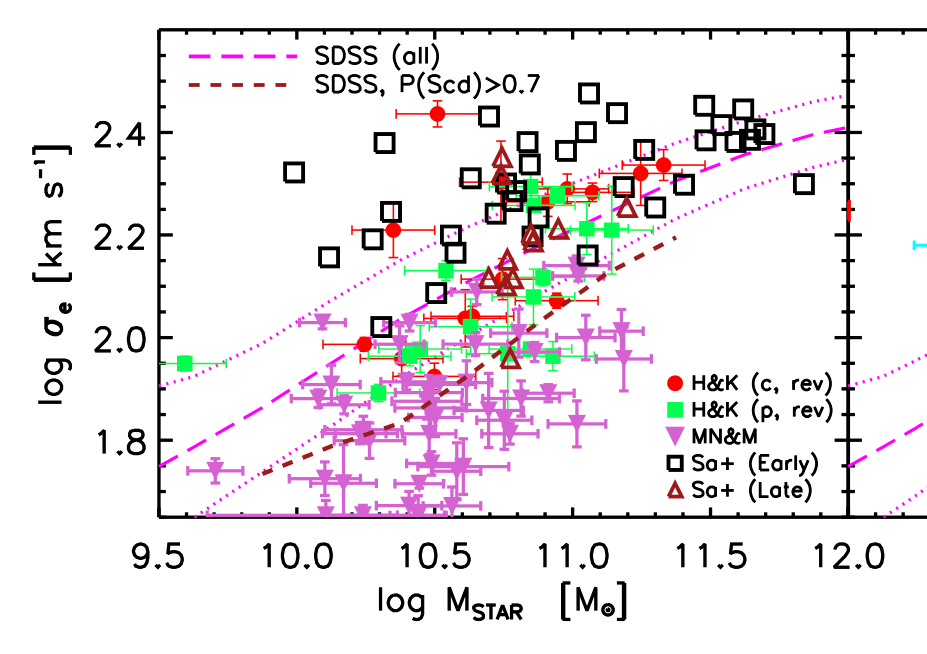 SDSS (all)
SDSS, P(Scd)>0.7
2.4
2.2
2.0
1.8
log σe [km s⁻¹]
H&K (c, rev)
H&K (p, rev)
MN&M
Sa+ (Early)
Sa+ (Late)
9.5 10.0 10.5 11.0 11.5 12.0
log MSTAR [M⊙]